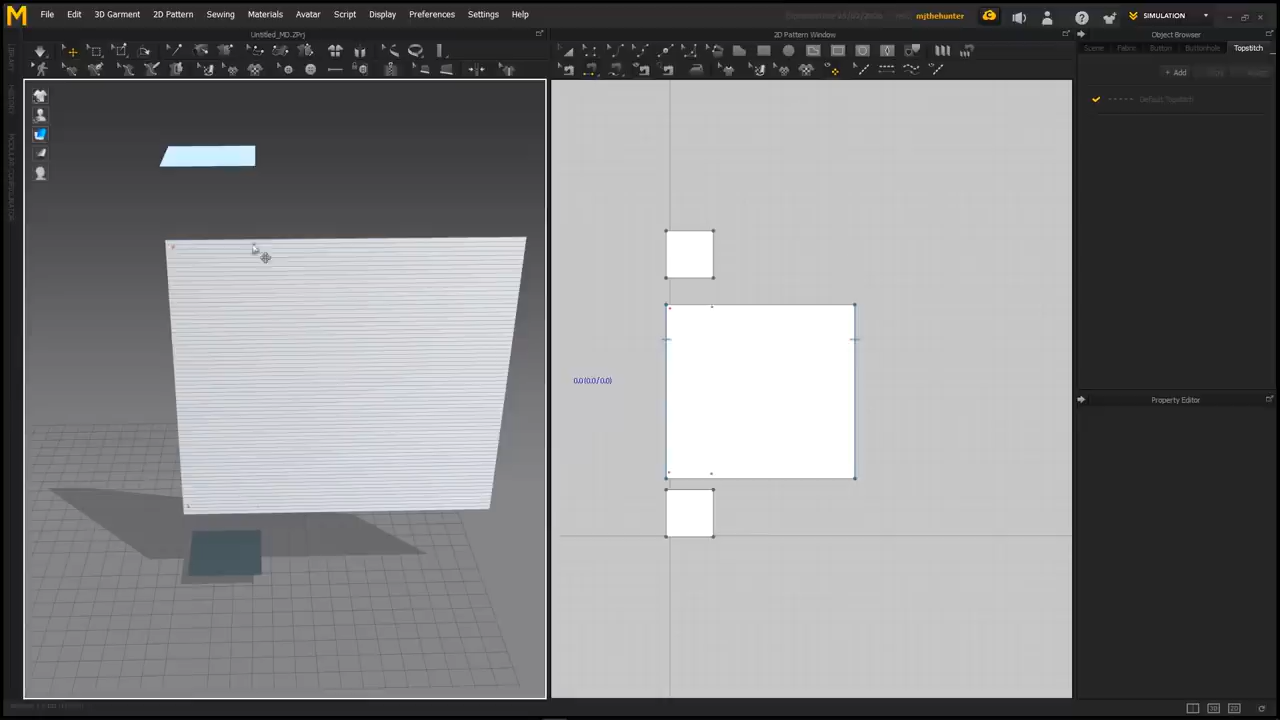 M File Edit 3D Garment 2D Pattern Sewing Materials Avatar Script Display Preferences Settings Help
mjthehunter
SIMULATION
Untitled_MD.ZPrj
2D Pattern Window
Object Browser
HISTORY
Scene Fabric Button Buttonhole Topstitch
+ Add
Default Topstitch
0.0 (0.0 / 0.0)
Property Editor